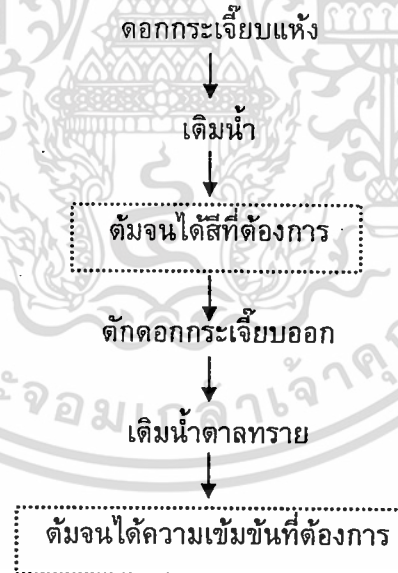 ดอกกระเจี๊ยบแห้ง
เติมน้ำ
ต้มจนได้สีที่ต้องการ
ตักดอกกระเจี๊ยบออก
เติมน้ำตาลทราย
ต้มจนได้ความเข้มข้นที่ต้องการ